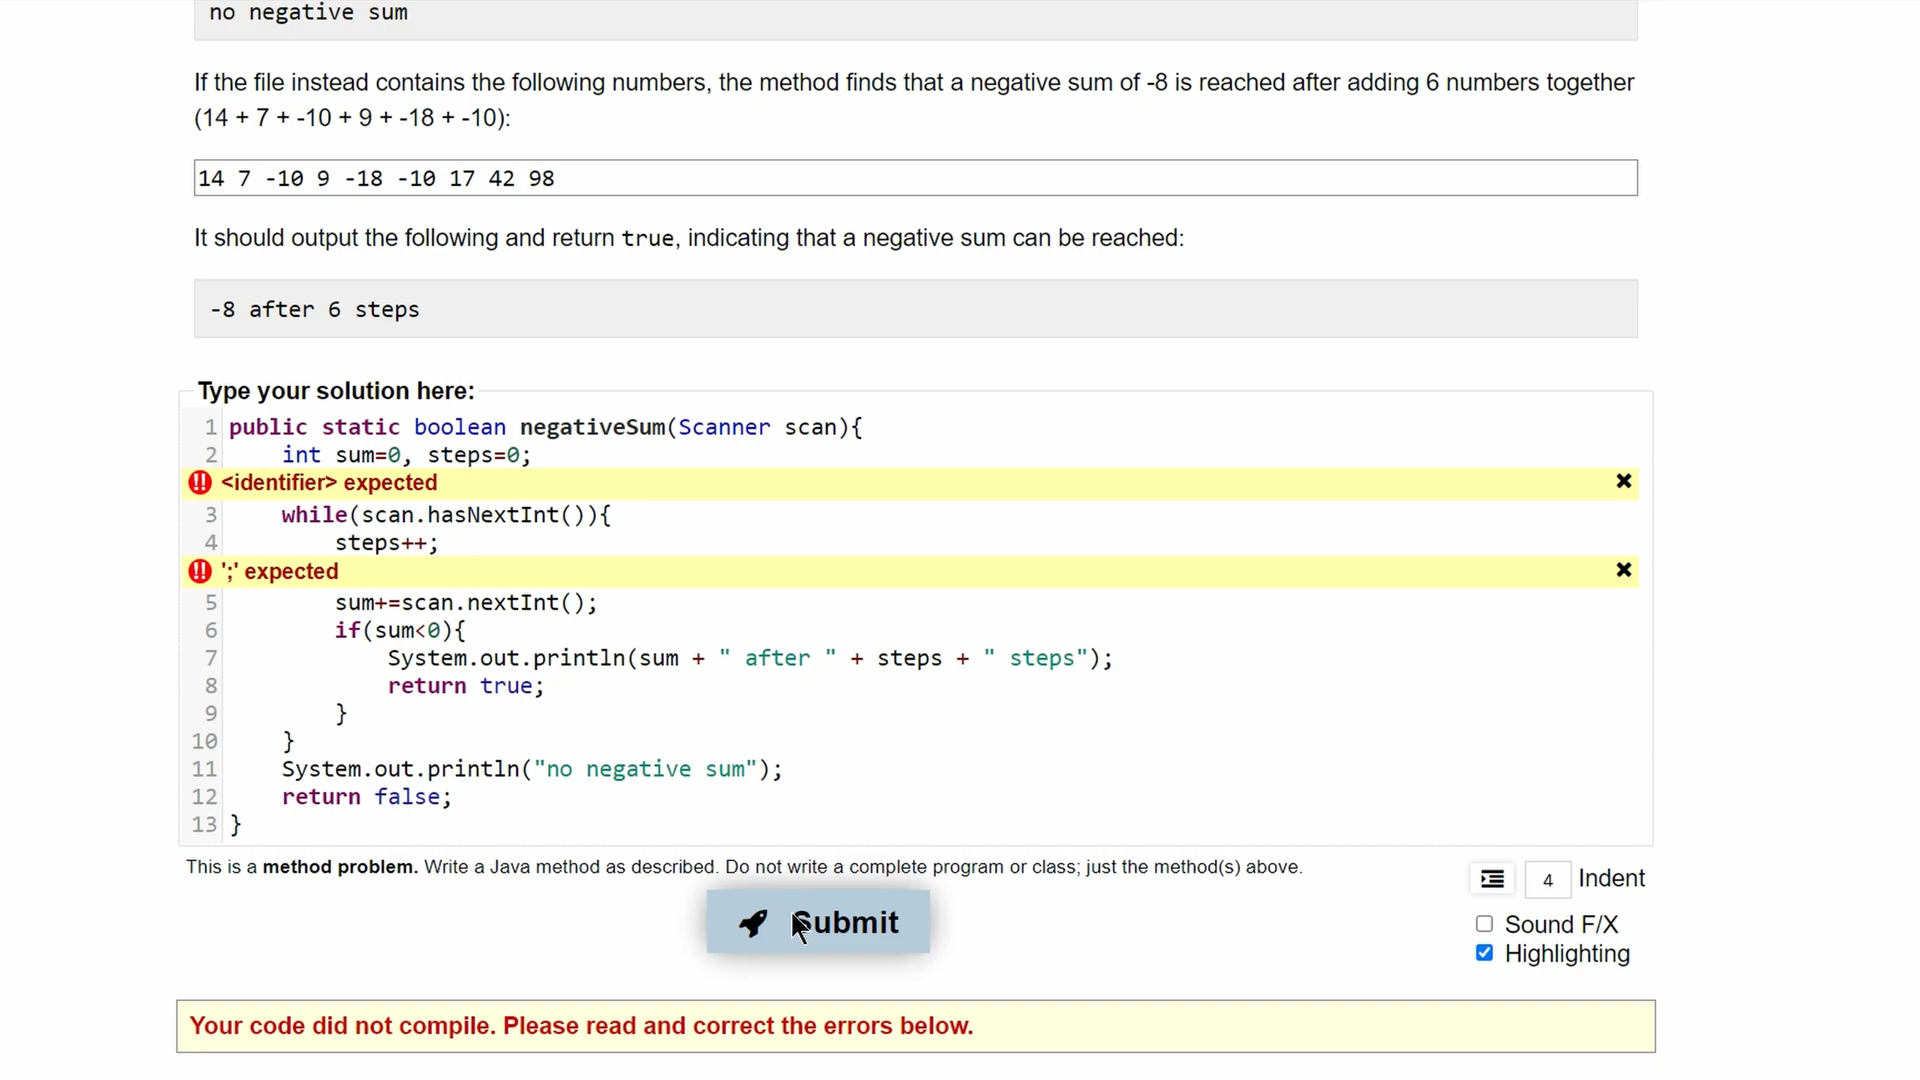 no negative sum
If the file instead contains the following numbers, the method finds that a negative sum of -8 is reached after adding 6 numbers together
(14 + 7 + -10 + 9 + -18 + -10):
14 7 -10 9 -18 -10 17 42 98
It should output the following and return true, indicating that a negative sum can be reached:
-8 after 6 steps
Type your solution here:
1 public static boolean negativeSum(Scanner scan){
2     int sum=0, steps=0;
!! <identifier> expected ✖
3     while(scan.hasNextInt()){
4         steps++;
!! ';' expected ✖
5         sum+=scan.nextInt();
6         if(sum<0){
7             System.out.println(sum + " after " + steps + " steps");
8             return true;
9         }
10     }
11     System.out.println("no negative sum");
12     return false;
13 }
This is a method problem. Write a Java method as described. Do not write a complete program or class; just the method(s) above.
4 Indent
Submit
Sound F/X
Highlighting
Your code did not compile. Please read and correct the errors below.